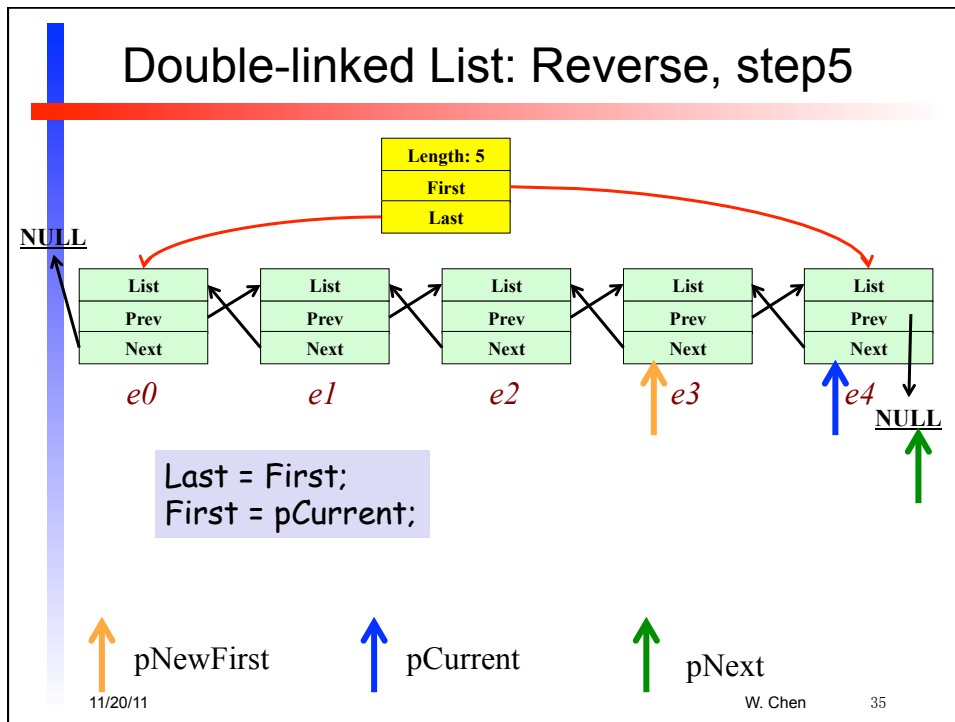 Double-linked List: Reverse, step5
Length: 5
First
Last
NULL
List List List List List
Prev Prev Prev Prev Prev
Next Next Next Next Next
e0 e1 e2 e3 e4
NULL
Last = First;
First = pCurrent;
pNewFirst pCurrent pNext
11/20/11 W. Chen 35